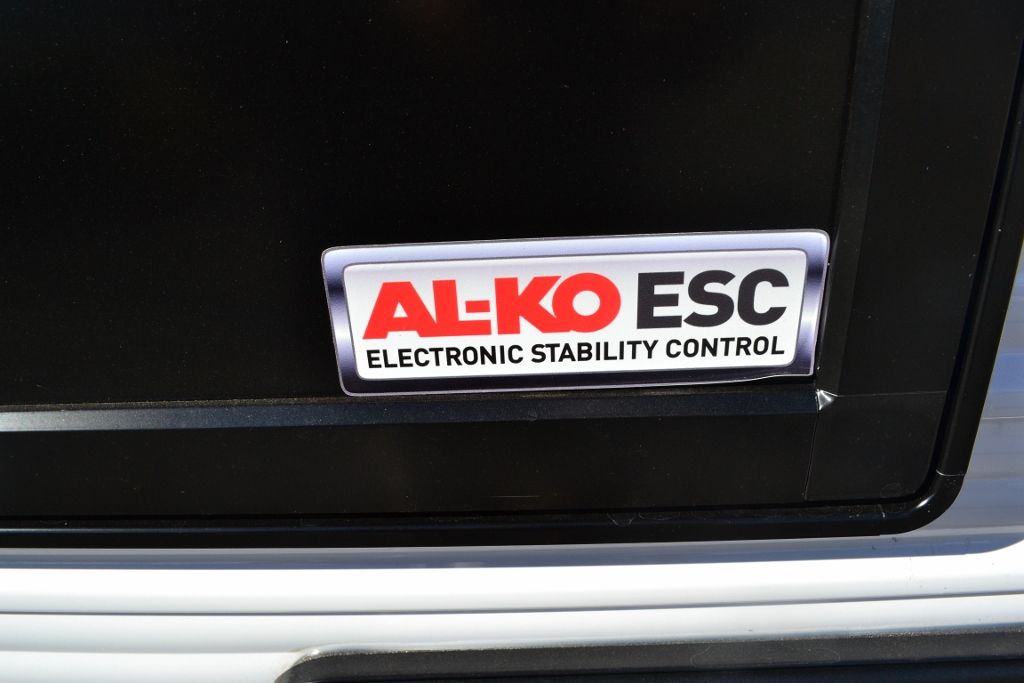 AL-KO ESC
ELECTRONIC STABILITY CONTROL